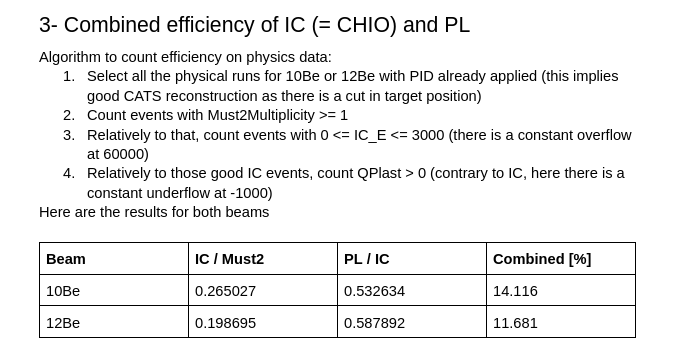 3- Combined efficiency of IC (= CHIO) and PL
Algorithm to count efficiency on physics data:
1. Select all the physical runs for 10Be or 12Be with PID already applied (this implies
good CATS reconstruction as there is a cut in target position)
2. Count events with Must2Multiplicity >= 1
3. Relatively to that, count events with 0 <= IC_E <= 3000 (there is a constant overflow
at 60000)
4. Relatively to those good IC events, count QPlast > 0 (contrary to IC, here there is a
constant underflow at -1000)
Here are the results for both beams
Beam IC / Must2 PL / IC Combined [%]
10Be 0.265027 0.532634 14.116
12Be 0.198695 0.587892 11.681